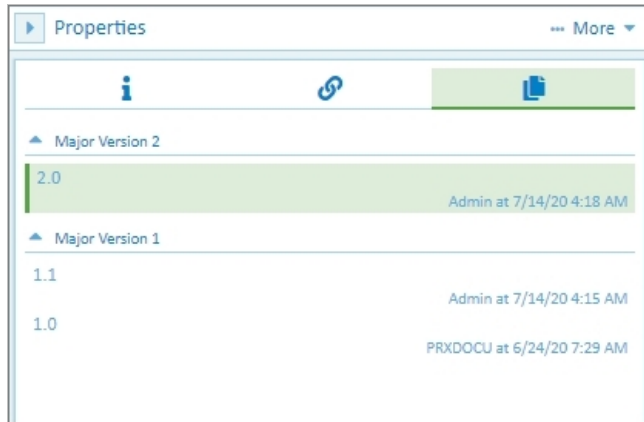 Properties
••• More
Major Version 2
2.0
Admin at 7/14/20 4:18 AM
Major Version 1
1.1
Admin at 7/14/20 4:15 AM
1.0
PRXDOCU at 6/24/20 7:29 AM